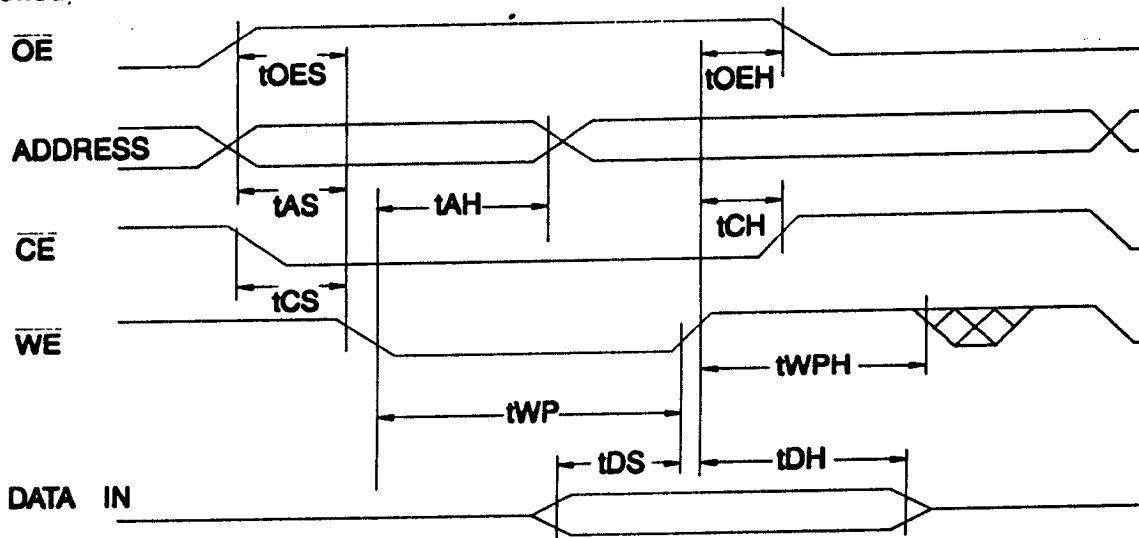 OE
tOES
tOEH
ADDRESS
tAS
tAH
tCH
CE
tCS
WE
tWPH
tWP
tDS
tDH
DATA IN